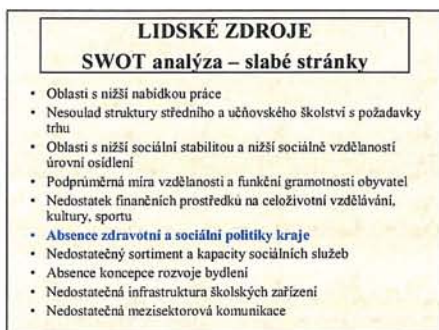 LIDSKÉ ZDROJE
SWOT analýza – slabé stránky
• Oblasti s nižší nabídkou práce
• Nesoulad struktury středního a učňovského školství s požadavky
trhu
• Oblasti s nižší sociální stabilitou a nižší sociálně vzdělaností
úrovní osídlení
• Podprůměrná míra vzdělanosti a funkční gramotnosti obyvatel
• Nedostatek finančních prostředků na celoživotní vzdělávání,
kultury, sportu
• Absence zdravotní a sociální politiky kraje
• Nedostatečný sortiment a kapacity sociálních služeb
• Absence koncepce rozvoje bydlení
• Nedostatečná infrastruktura školských zařízení
• Nedostatečná mezisektorová komunikace